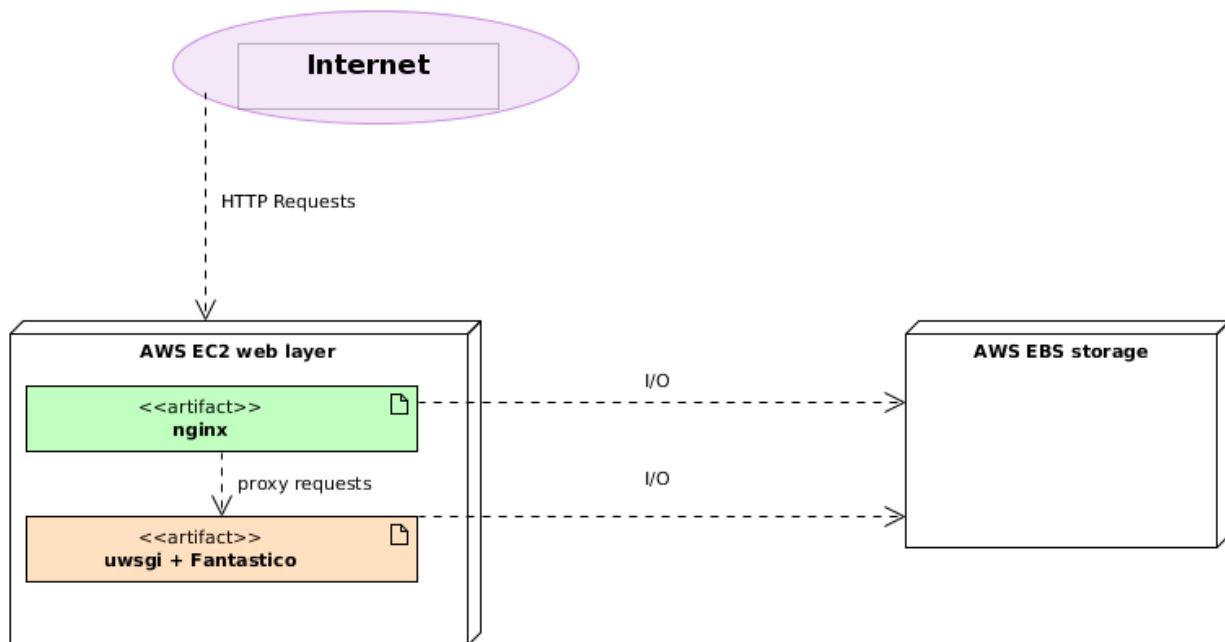 Internet
HTTP Requests
AWS EC2 web layer
AWS EBS storage
<<artifact>>
nginx
I/O
proxy requests
I/O
<<artifact>>
uwsgi + Fantastico